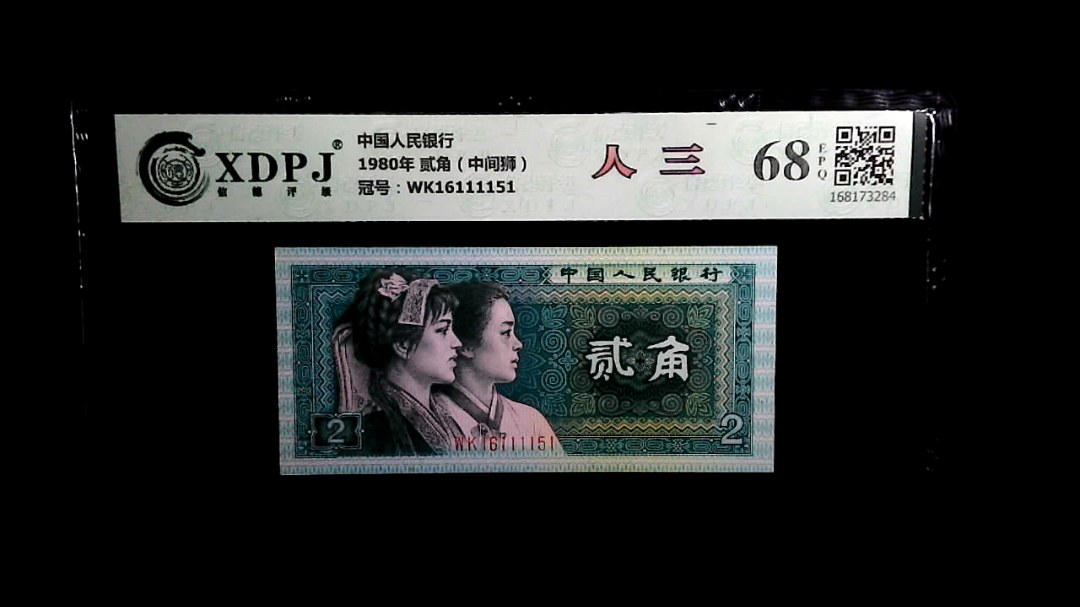 XDPJ®
信德评级
中国人民银行
1980年 贰角（中间狮）
冠号：WK16111151
人三
68
EPQ
168173284
中国人民银行
贰角
2
2
WK16111151